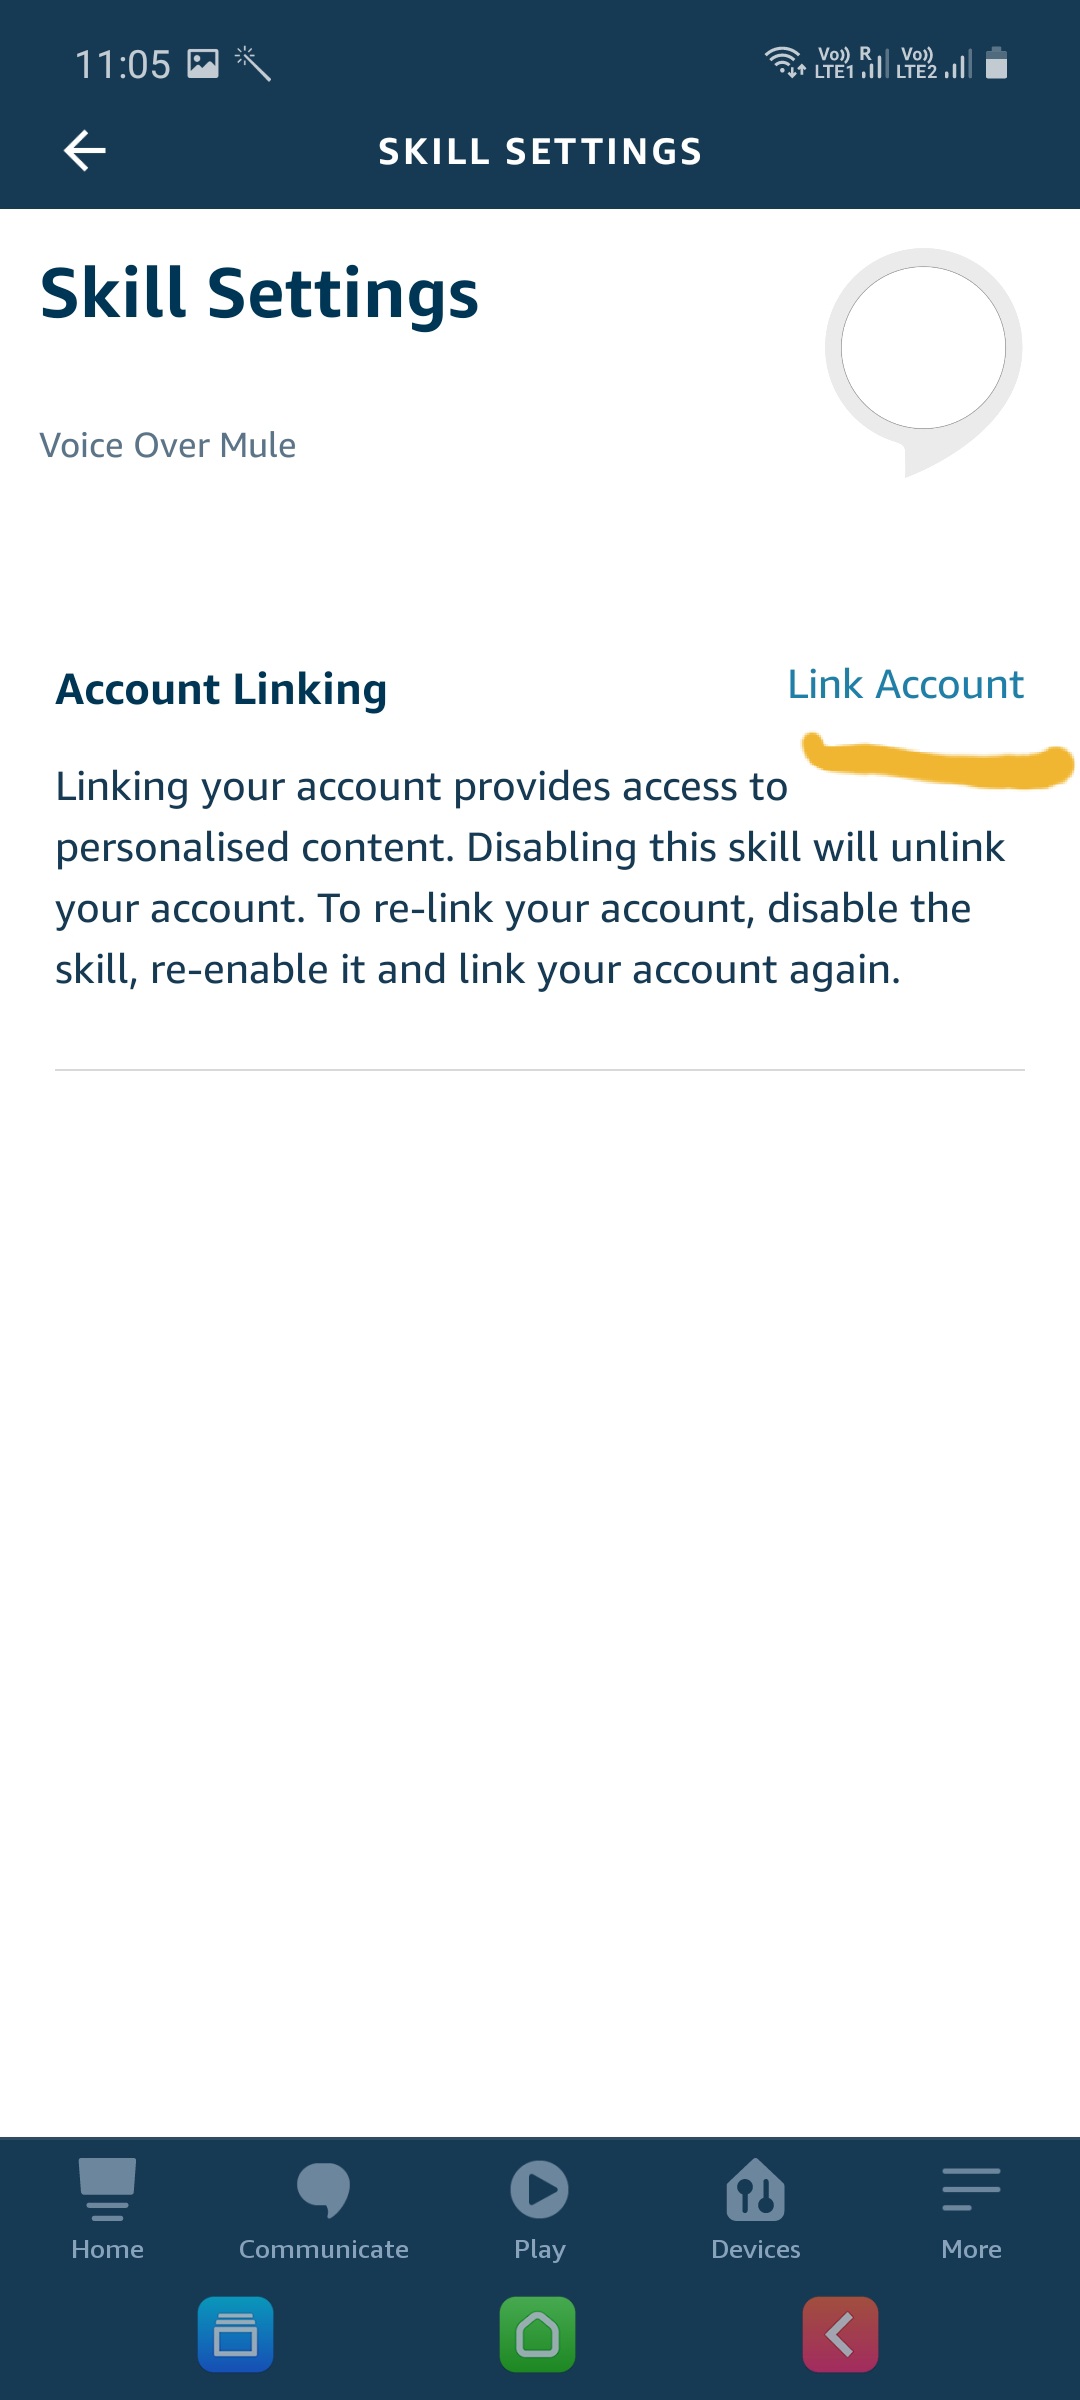 11:05
Vo)) R Vo))
LTE1 LTE2
SKILL SETTINGS
Skill Settings
Voice Over Mule
Account Linking
Link Account
Linking your account provides access to
personalised content. Disabling this skill will unlink
your account. To re-link your account, disable the
skill, re-enable it and link your account again.
Home Communicate Play Devices More